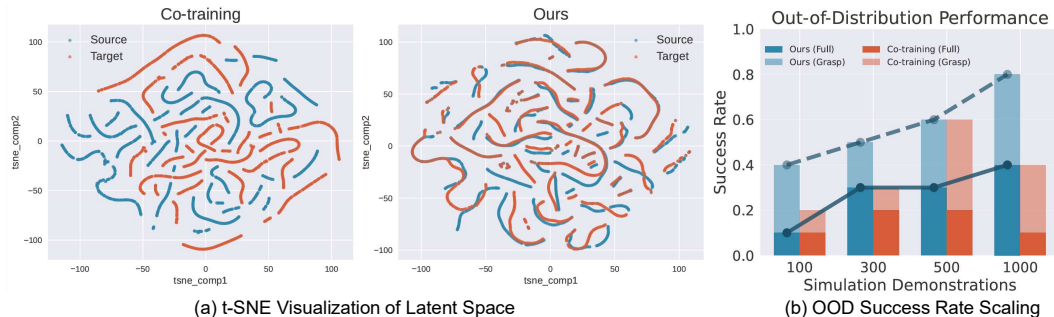 Co-training
Source
Target
100
50
0
−50
−100
tsne_comp2
−100
−50
0
50
100
tsne_comp1
Ours
Source
Target
100
50
0
−50
−100
tsne_comp2
−100
−50
0
50
100
tsne_comp1
(a) t-SNE Visualization of Latent Space
Out-of-Distribution Performance
Ours (Full)
Ours (Grasp)
Co-training (Full)
Co-training (Grasp)
1.0
0.8
0.6
0.4
0.2
0.0
Success Rate
100
300
500
1000
Simulation Demonstrations
(b) OOD Success Rate Scaling